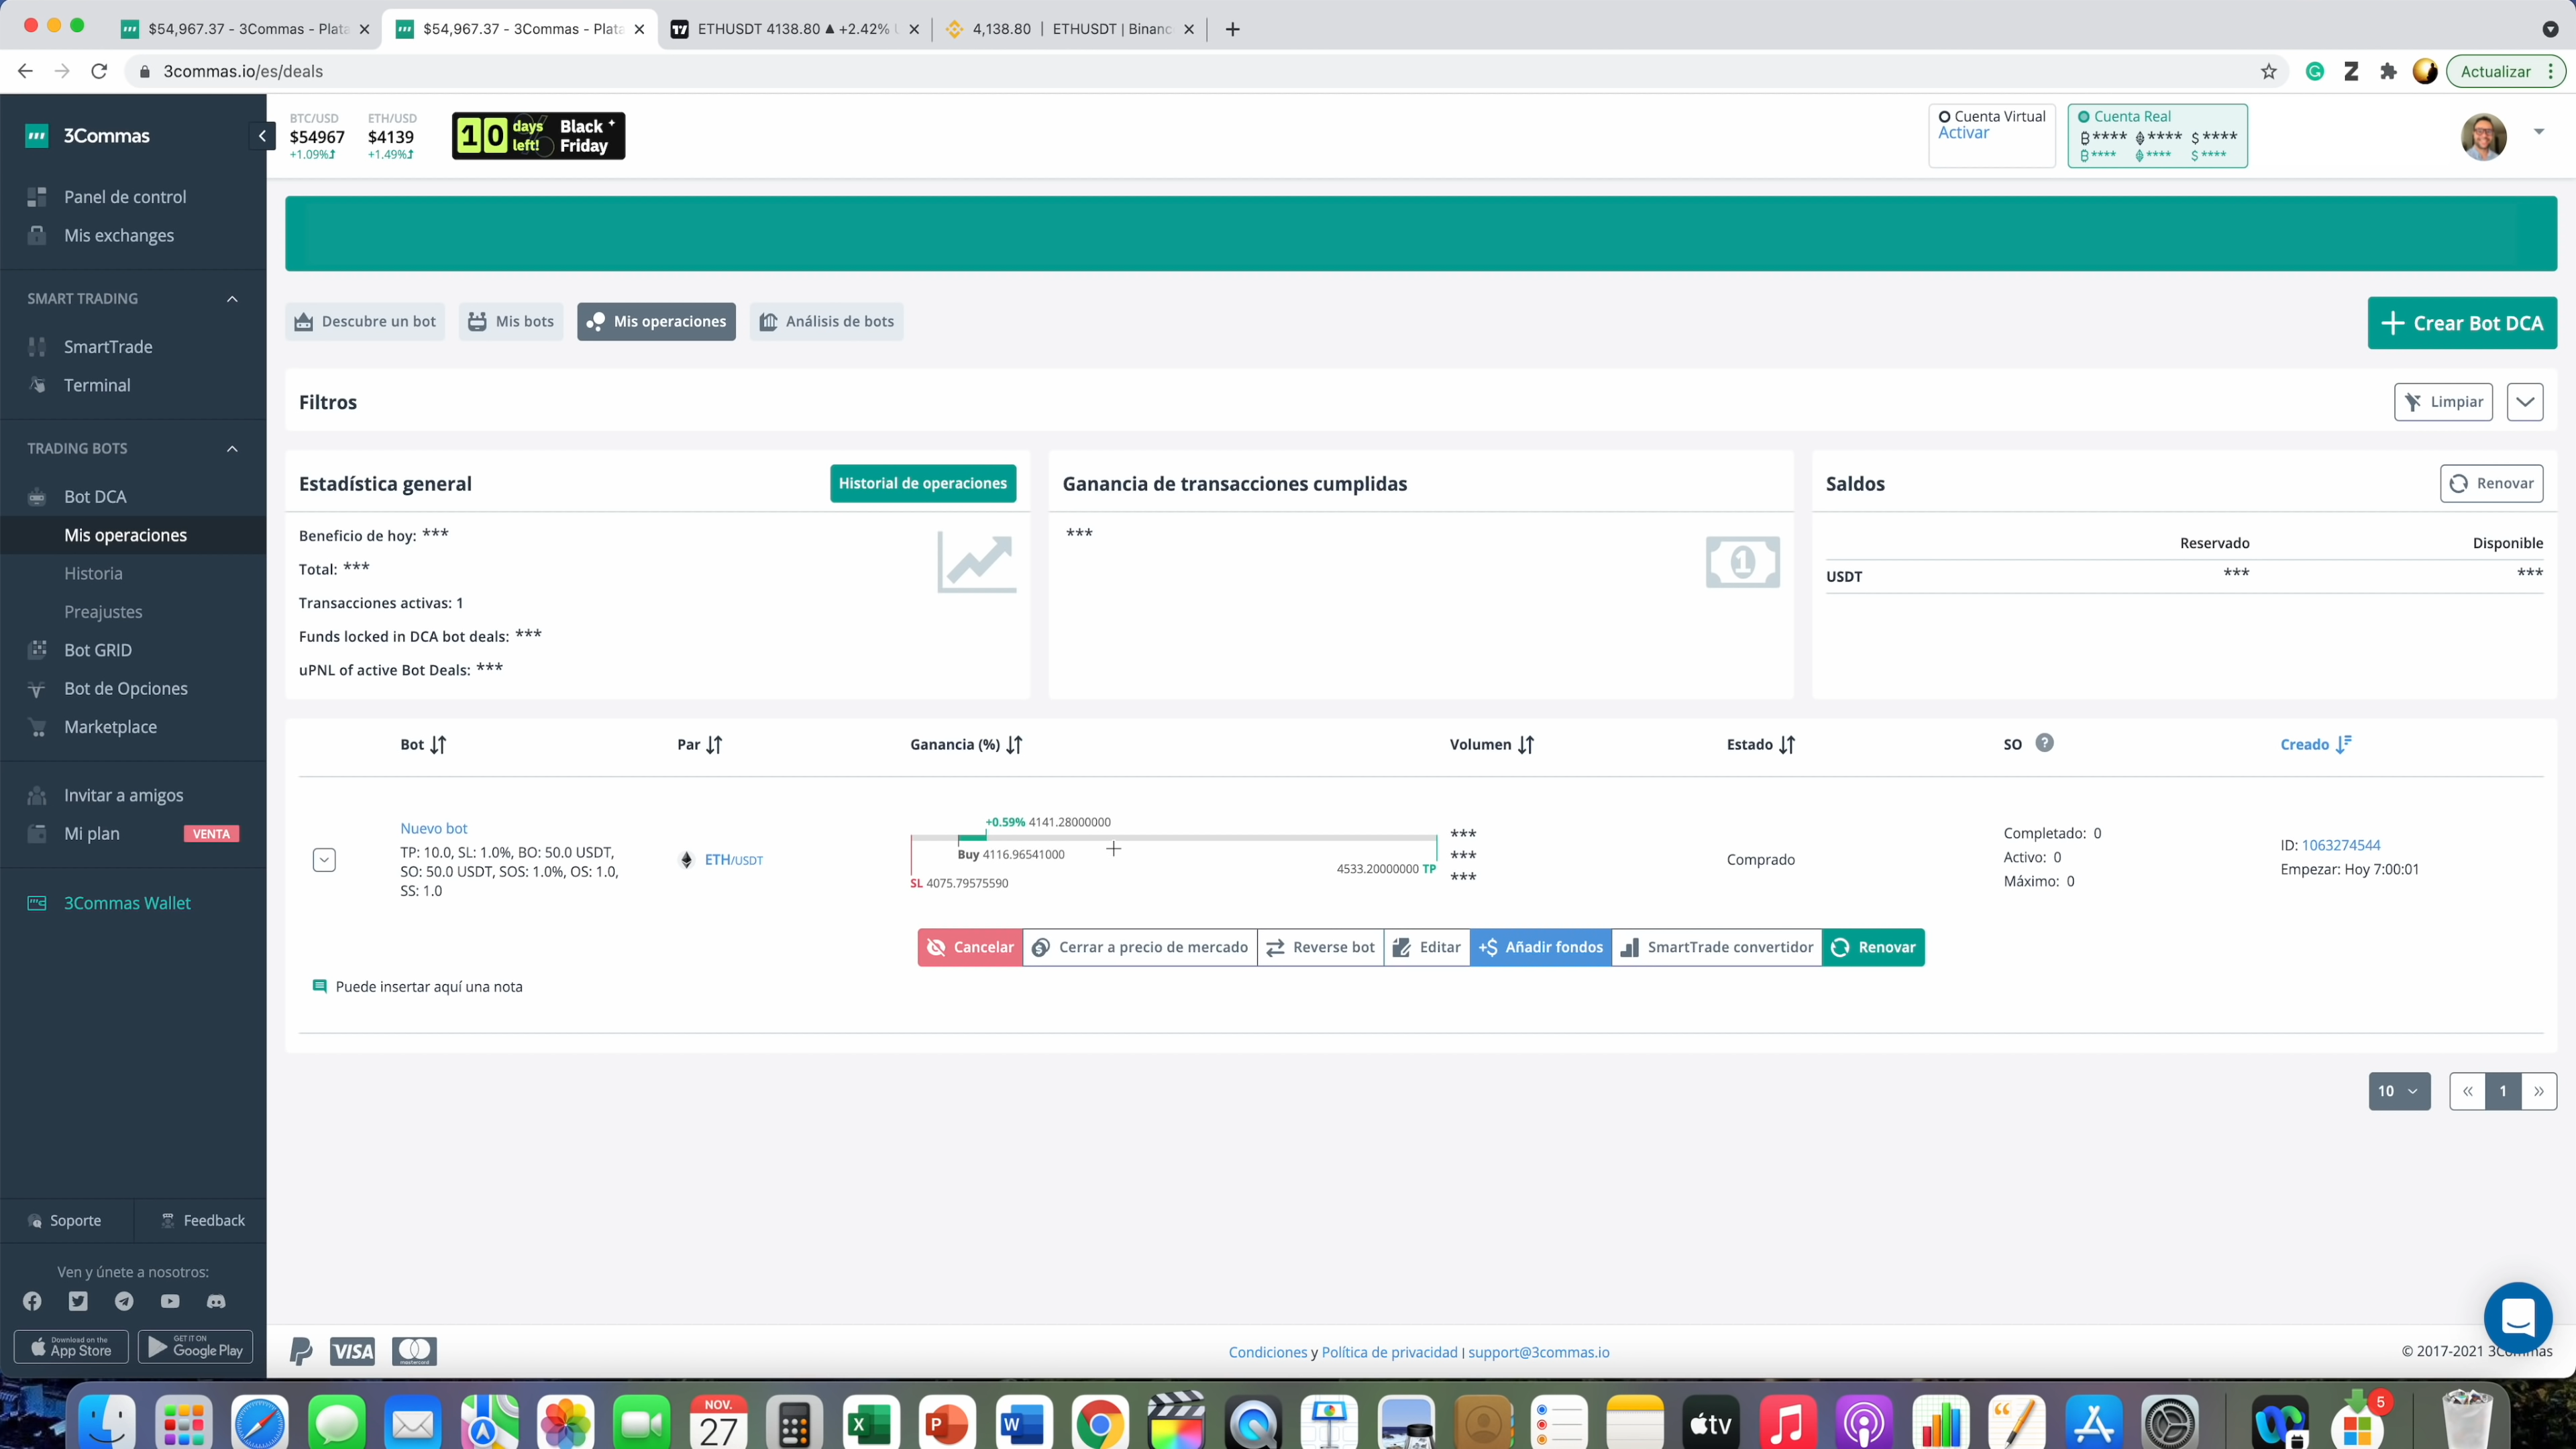 $54,967.37 - 3Commas - Plata
$54,967.37 - 3Commas - Plata
ETHUSDT 4138.80 ▲ +2.42%
4,138.80 | ETHUSDT | Binanc
3commas.io/es/deals
Actualizar
3Commas
BTC/USD
$54967
+1.09%
ETH/USD
$4139
+1.49%
10 days left!
Black Friday
Cuenta Virtual
Activar
Cuenta Real
**** **** $ ****
**** **** $ ****
Panel de control
Mis exchanges
SMART TRADING
SmartTrade
Terminal
TRADING BOTS
Bot DCA
Mis operaciones
Historia
Preajustes
Bot GRID
Bot de Opciones
Marketplace
Invitar a amigos
Mi plan
VENTA
3Commas Wallet
Soporte
Feedback
Ven y únete a nosotros:
Download on the
App Store
GET IT ON
Google Play
Descubre un bot
Mis bots
Mis operaciones
Análisis de bots
Crear Bot DCA
Filtros
Limpiar
Estadística general
Historial de operaciones
Beneficio de hoy: ***
Total: ***
Transacciones activas: 1
Funds locked in DCA bot deals: ***
uPNL of active Bot Deals: ***
Ganancia de transacciones cumplidas
***
Saldos
Renovar
Reservado Disponible
USDT *** ***
Bot Par Ganancia (%) Volumen Estado SO ? Creado
Nuevo bot
TP: 10.0, SL: 1.0%, BO: 50.0 USDT,
SO: 50.0 USDT, SOS: 1.0%, OS: 1.0,
SS: 1.0
ETH/USDT
+0.59% 4141.28000000
Buy 4116.96541000
4533.20000000 TP
SL 4075.79575590
***
***
***
Comprado
Completado: 0
Activo: 0
Máximo: 0
ID: 1063274544
Empezar: Hoy 7:00:01
Cancelar
Cerrar a precio de mercado
Reverse bot
Editar
+$ Añadir fondos
SmartTrade convertidor
Renovar
Puede insertar aquí una nota
10
« 1 »
VISA
mastercard
Condiciones y Política de privacidad | support@3commas.io
© 2017-2021 3Commas
NOV.
27
X
P
W
tv
5